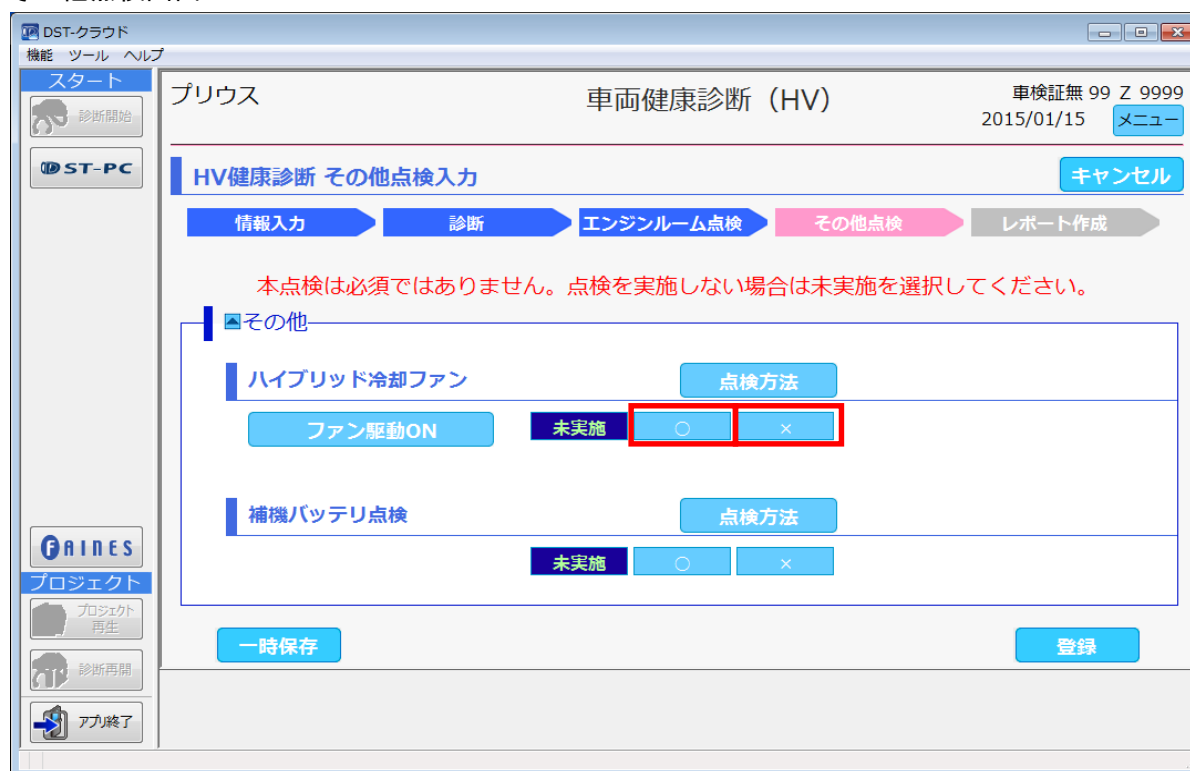 DST-クラウド
機能 ツール ヘルプ
スタート
診断開始
DST-PC
FAINES
プロジェクト
プロジェクト
再生
診断再開
アプリ終了
プリウス
車両健康診断（HV）
車検証無 99 Z 9999
2015/01/15 メニュー
HV健康診断 その他点検入力
キャンセル
情報入力 診断 エンジンルーム点検 その他点検 レポート作成
本点検は必須ではありません。点検を実施しない場合は未実施を選択してください。
その他
ハイブリッド冷却ファン 点検方法
ファン駆動ON 未実施 ○ ×
補機バッテリ点検 点検方法
未実施 ○ ×
一時保存 登録